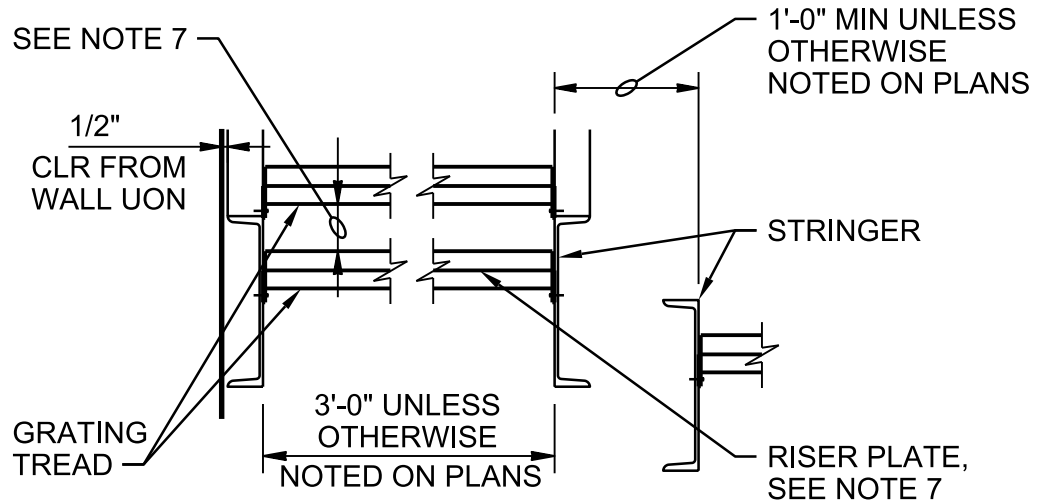 SEE NOTE 7
1'-0" MIN UNLESS
OTHERWISE
NOTED ON PLANS
1/2"
CLR FROM
WALL UON
STRINGER
GRATING
TREAD
3'-0" UNLESS
OTHERWISE
NOTED ON PLANS
RISER PLATE,
SEE NOTE 7